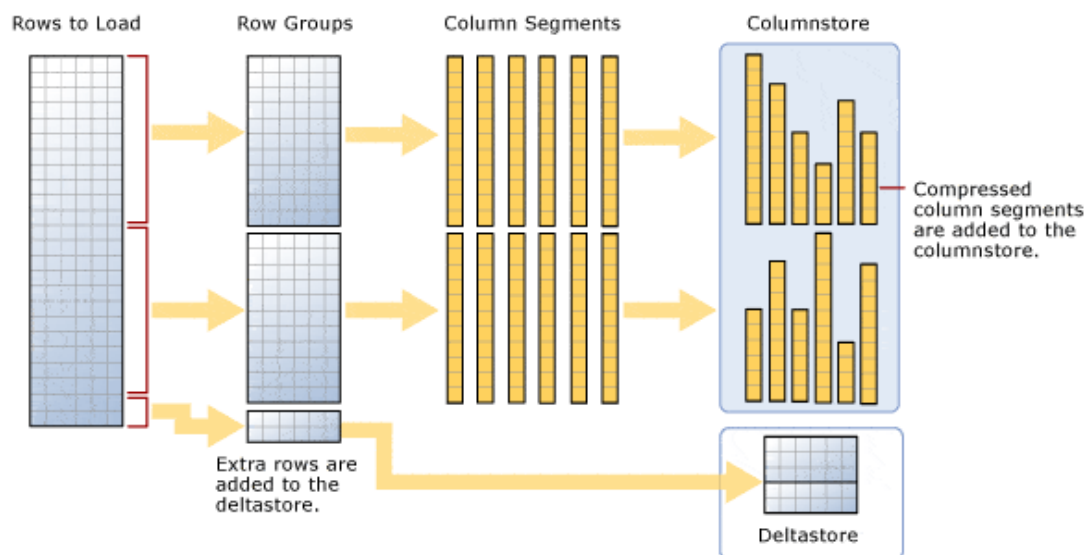 Rows to Load
Row Groups
Column Segments
Columnstore
Compressed
column segments
are added to the
columnstore.
Extra rows are
added to the
deltastore.
Deltastore